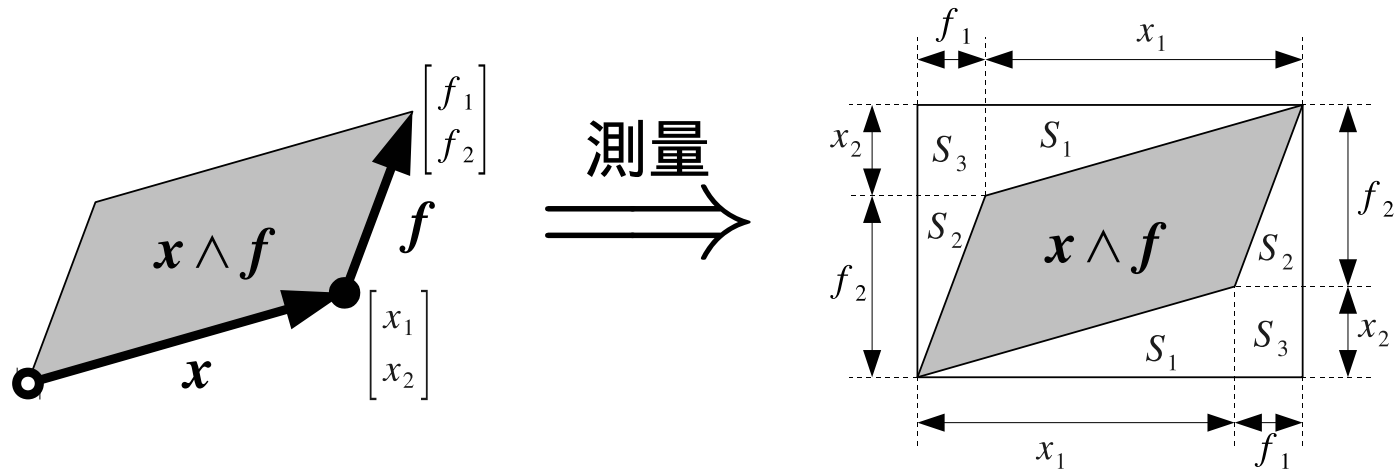 [f₁
f₂]
x ∧ f
f
[x₁
x₂]
x
測量
f₁ x₁
x₂ S₃ S₁
f₂
S₂ x ∧ f S₂
f₂
S₁ S₃ x₂
x₁ f₁